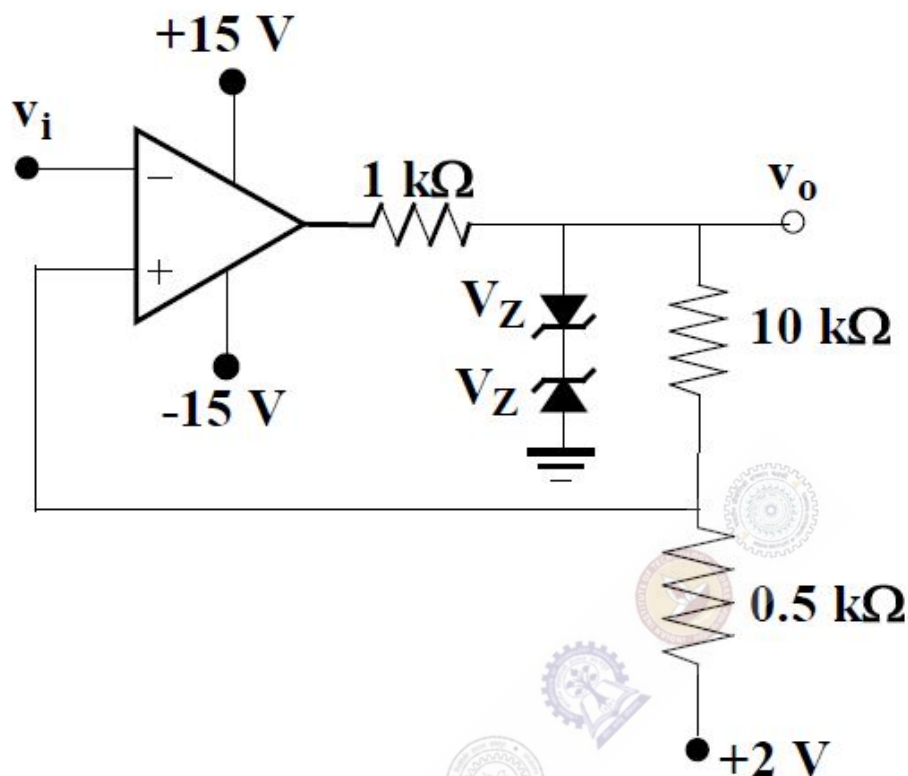 +15 V
v_i
−
+
-15 V
1 kΩ
v_o
V_Z
V_Z
10 kΩ
0.5 kΩ
+2 V